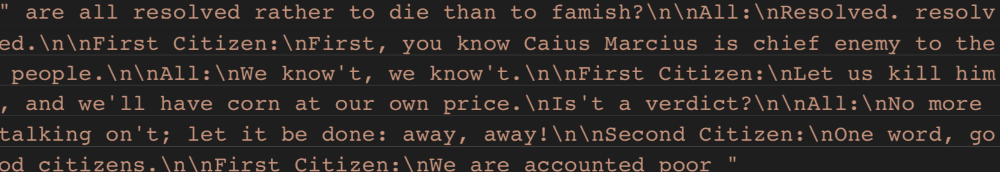 " are all resolved rather to die than to famish?\n\nAll:\nResolved. resolv
ed.\n\nFirst Citizen:\nFirst, you know Caius Marcius is chief enemy to the
 people.\n\nAll:\nWe know't, we know't.\n\nFirst Citizen:\nLet us kill him
, and we'll have corn at our own price.\nIs't a verdict?\n\nAll:\nNo more
talking on't; let it be done: away, away!\n\nSecond Citizen:\nOne word, go
od citizens.\n\nFirst Citizen:\nWe are accounted poor "